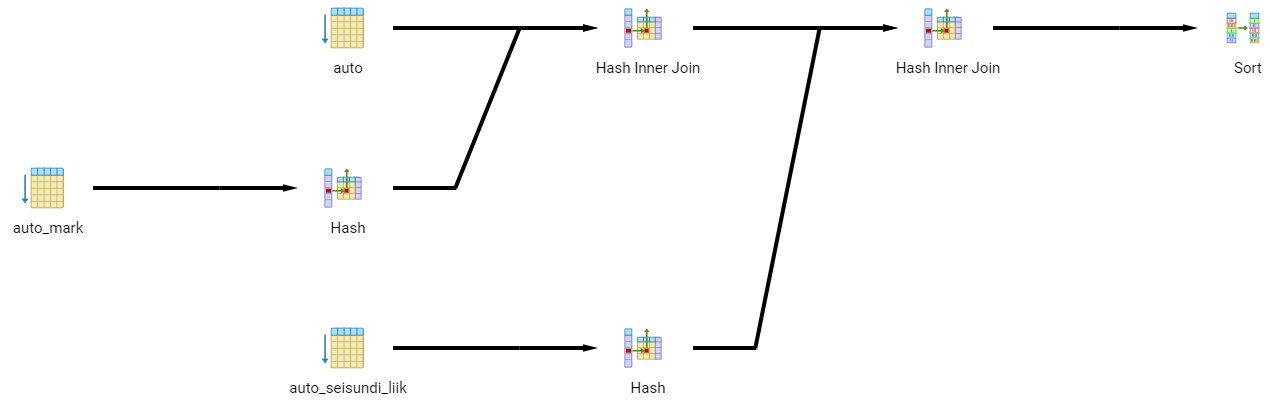 auto
Hash Inner Join
Hash Inner Join
Sort
auto_mark
Hash
auto_seisundi_liik
Hash